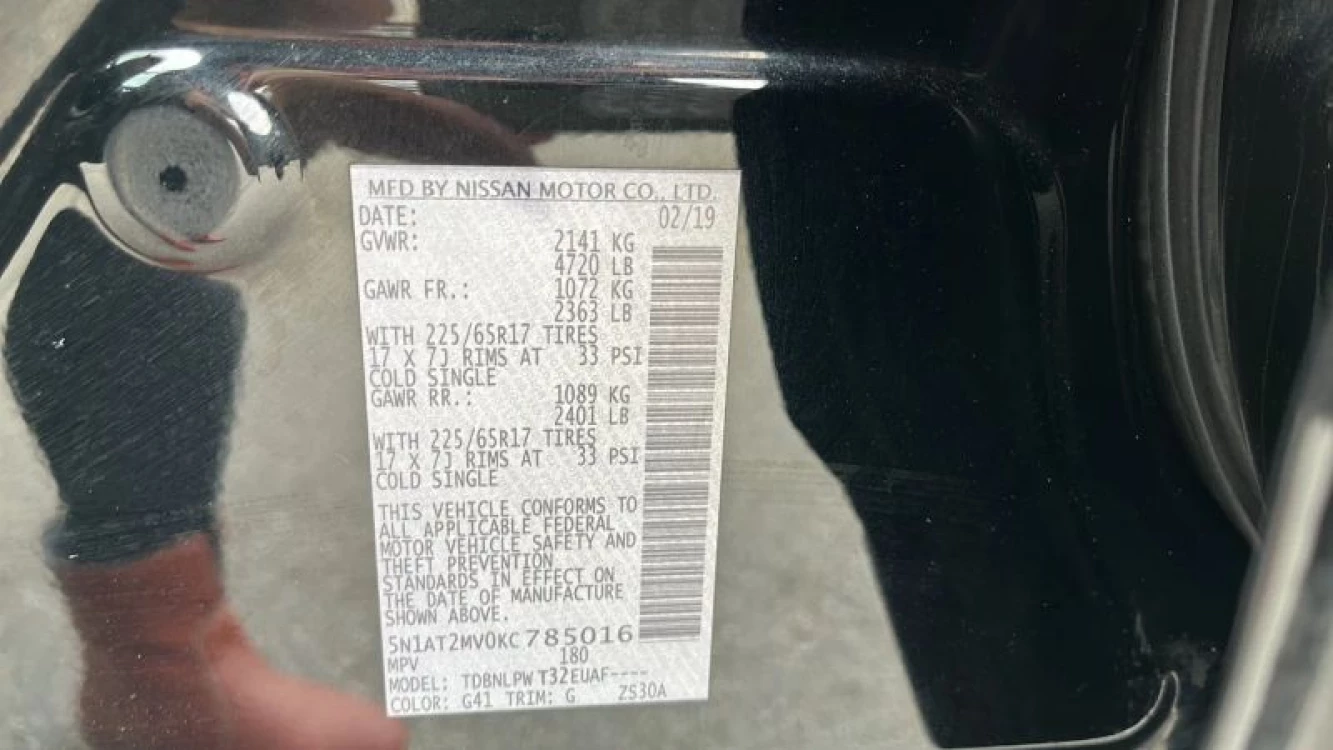 MFD BY NISSAN MOTOR CO., LTD.
DATE: 02/19
GVWR: 2141 KG
4720 LB
GAWR FR.: 1072 KG
2363 LB
WITH 225/65R17 TIRES
17 X 7J RIMS AT 33 PSI
COLD SINGLE
GAWR RR.: 1089 KG
2401 LB
WITH 225/65R17 TIRES
17 X 7J RIMS AT 33 PSI
COLD SINGLE
THIS VEHICLE CONFORMS TO
ALL APPLICABLE FEDERAL
MOTOR VEHICLE SAFETY AND
THEFT PREVENTION
STANDARDS IN EFFECT ON
THE DATE OF MANUFACTURE
SHOWN ABOVE.
5N1AT2MV0KC785016
MPV 180
MODEL: TDBNLPW T32EUAF----
COLOR: G41 TRIM: G ZS30A